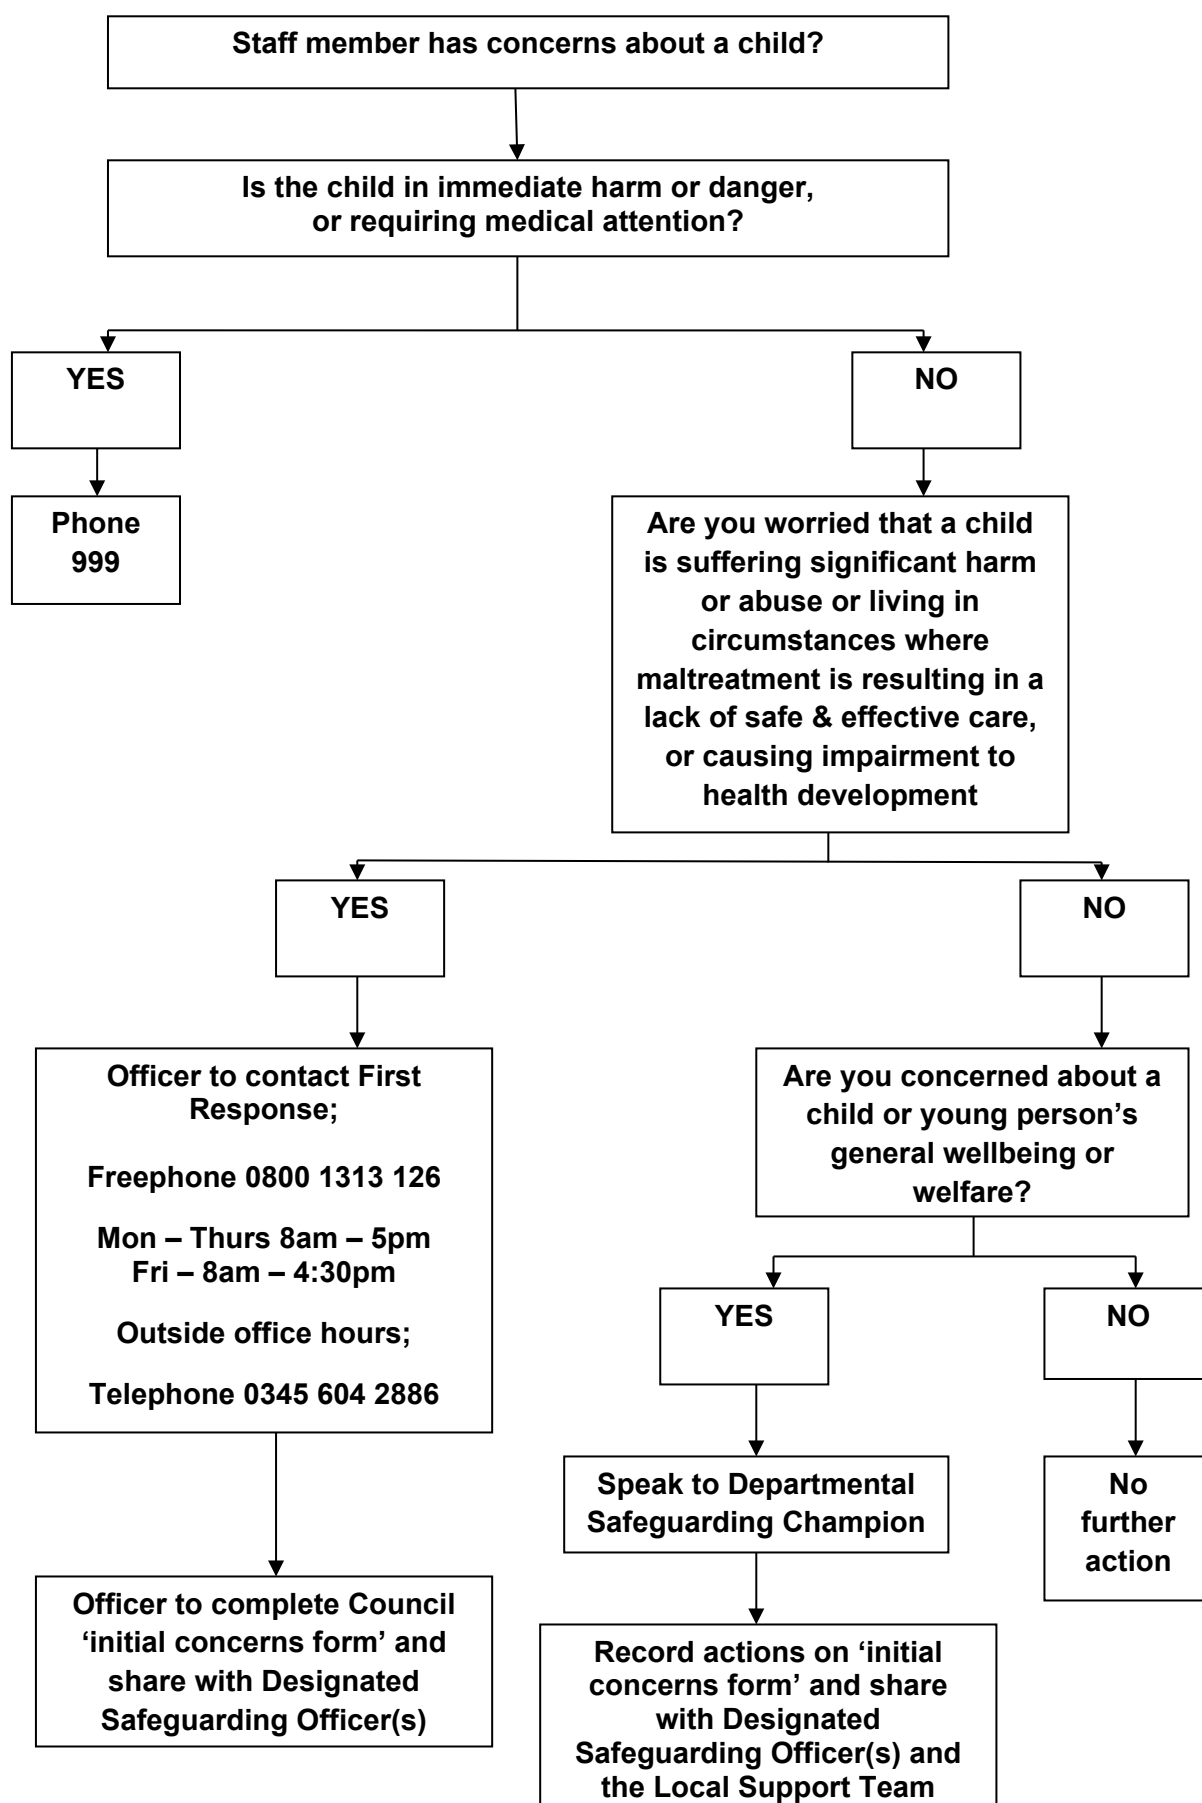 Staff member has concerns about a child?
Is the child in immediate harm or danger,
or requiring medical attention?
YES
NO
Phone
999
Are you worried that a child
is suffering significant harm
or abuse or living in
circumstances where
maltreatment is resulting in a
lack of safe & effective care,
or causing impairment to
health development
YES
NO
Officer to contact First
Response;
Freephone 0800 1313 126
Mon – Thurs 8am – 5pm
Fri – 8am – 4:30pm
Outside office hours;
Telephone 0345 604 2886
Are you concerned about a
child or young person’s
general wellbeing or
welfare?
YES
NO
Speak to Departmental
Safeguarding Champion
No
further
action
Officer to complete Council
‘initial concerns form’ and
share with Designated
Safeguarding Officer(s)
Record actions on ‘initial
concerns form’ and share
with Designated
Safeguarding Officer(s) and
the Local Support Team